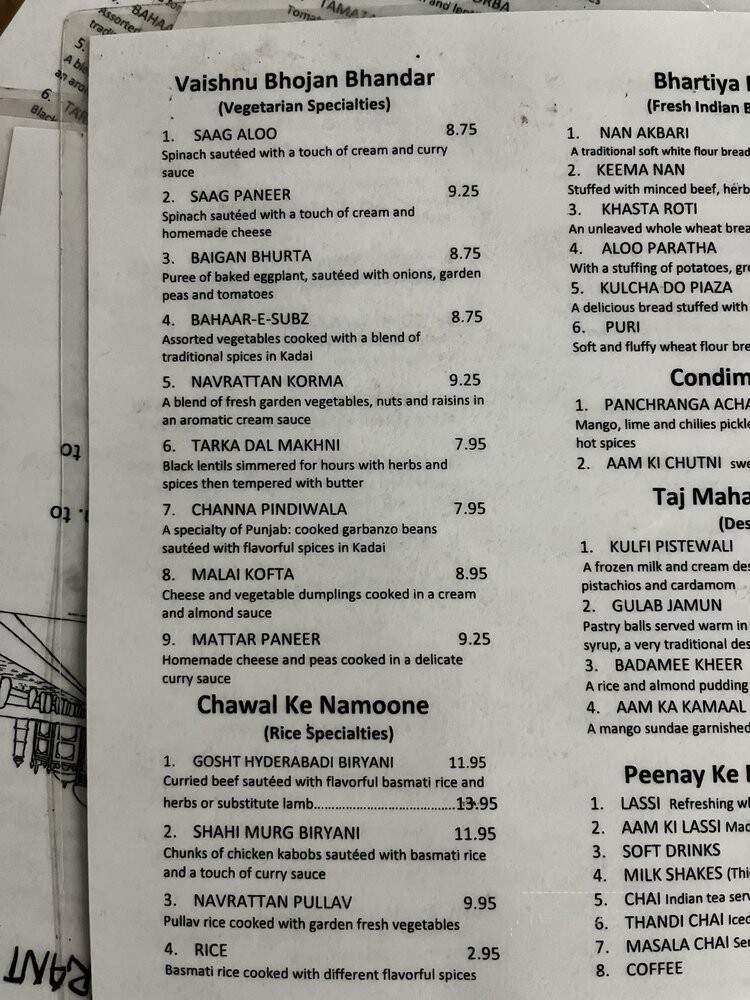 Vaishnu Bhojan Bhandar
(Vegetarian Specialties)
1. SAAG ALOO 8.75
Spinach sautéed with a touch of cream and curry
sauce
2. SAAG PANEER 9.25
Spinach sautéed with a touch of cream and
homemade cheese
3. BAIGAN BHURTA 8.75
Puree of baked eggplant, sautéed with onions, garden
peas and tomatoes
4. BAHAAR-E-SUBZ 8.75
Assorted vegetables cooked with a blend of
traditional spices in Kadai
5. NAVRATTAN KORMA 9.25
A blend of fresh garden vegetables, nuts and raisins in
an aromatic cream sauce
6. TARKA DAL MAKHNI 7.95
Black lentils simmered for hours with herbs and
spices then tempered with butter
7. CHANNA PINDIWALA 7.95
A specialty of Punjab: cooked garbanzo beans
sautéed with flavorful spices in Kadai
8. MALAI KOFTA 8.95
Cheese and vegetable dumplings cooked in a cream
and almond sauce
9. MATTAR PANEER 9.25
Homemade cheese and peas cooked in a delicate
curry sauce
Chawal Ke Namoone
(Rice Specialties)
1. GOSHT HYDERABADI BIRYANI 11.95
Curried beef sautéed with flavorful basmati rice and
herbs or substitute lamb........................................13.95
2. SHAHI MURG BIRYANI 11.95
Chunks of chicken kabobs sautéed with basmati rice
and a touch of curry sauce
3. NAVRATTAN PULLAV 9.95
Pullav rice cooked with garden fresh vegetables
4. RICE 2.95
Basmati rice cooked with different flavorful spices
Bhartiya
(Fresh Indian
1. NAN AKBARI
A traditional soft white flour bread
2. KEEMA NAN
Stuffed with minced beef, herb
3. KHASTA ROTI
An unleaved whole wheat brea
4. ALOO PARATHA
With a stuffing of potatoes, gre
5. KULCHA DO PIAZA
A delicious bread stuffed with
6. PURI
Soft and fluffy wheat flour bre
Condim
1. PANCHRANGA ACHA
Mango, lime and chilies pickle
hot spices
2. AAM KI CHUTNI swe
Taj Maha
(Des
1. KULFI PISTEWALI
A frozen milk and cream des
pistachios and cardamom
2. GULAB JAMUN
Pastry balls served warm in
syrup, a very traditional des
3. BADAMEE KHEER
A rice and almond pudding
4. AAM KA KAMAAL
A mango sundae garnished
Peenay Ke
1. LASSI Refreshing wh
2. AAM KI LASSI Mac
3. SOFT DRINKS
4. MILK SHAKES (Thi
5. CHAI Indian tea serv
6. THANDI CHAI Iced
7. MASALA CHAI Ser
8. COFFEE